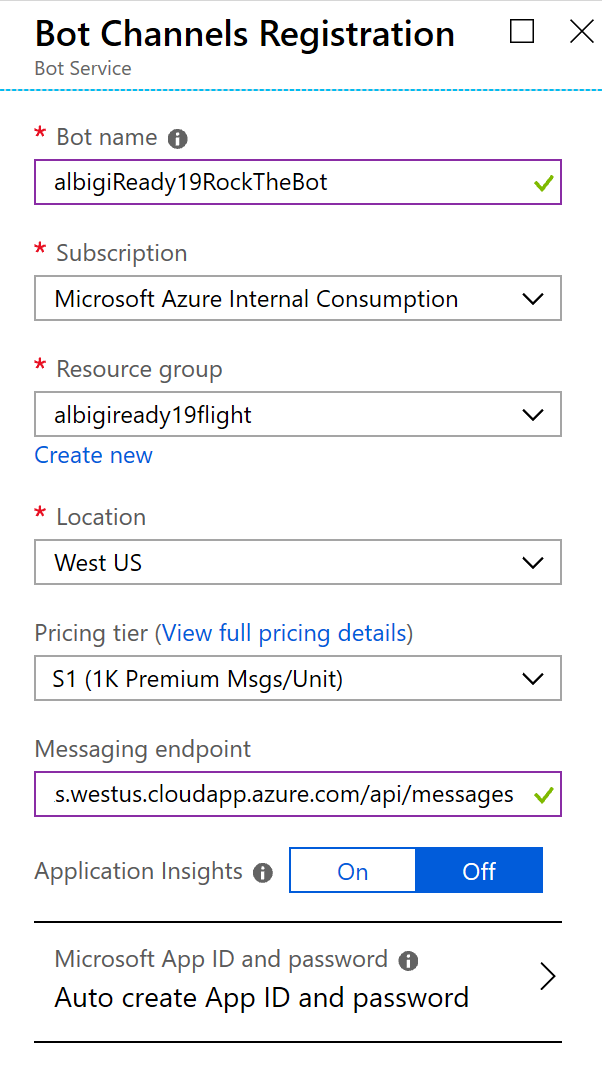 Bot Channels Registration
Bot Service
* Bot name
albigiReady19RockTheBot
* Subscription
Microsoft Azure Internal Consumption
* Resource group
albigiready19flight
Create new
* Location
West US
Pricing tier (View full pricing details)
S1 (1K Premium Msgs/Unit)
Messaging endpoint
s.westus.cloudapp.azure.com/api/messages
Application Insights On Off
Microsoft App ID and password
Auto create App ID and password